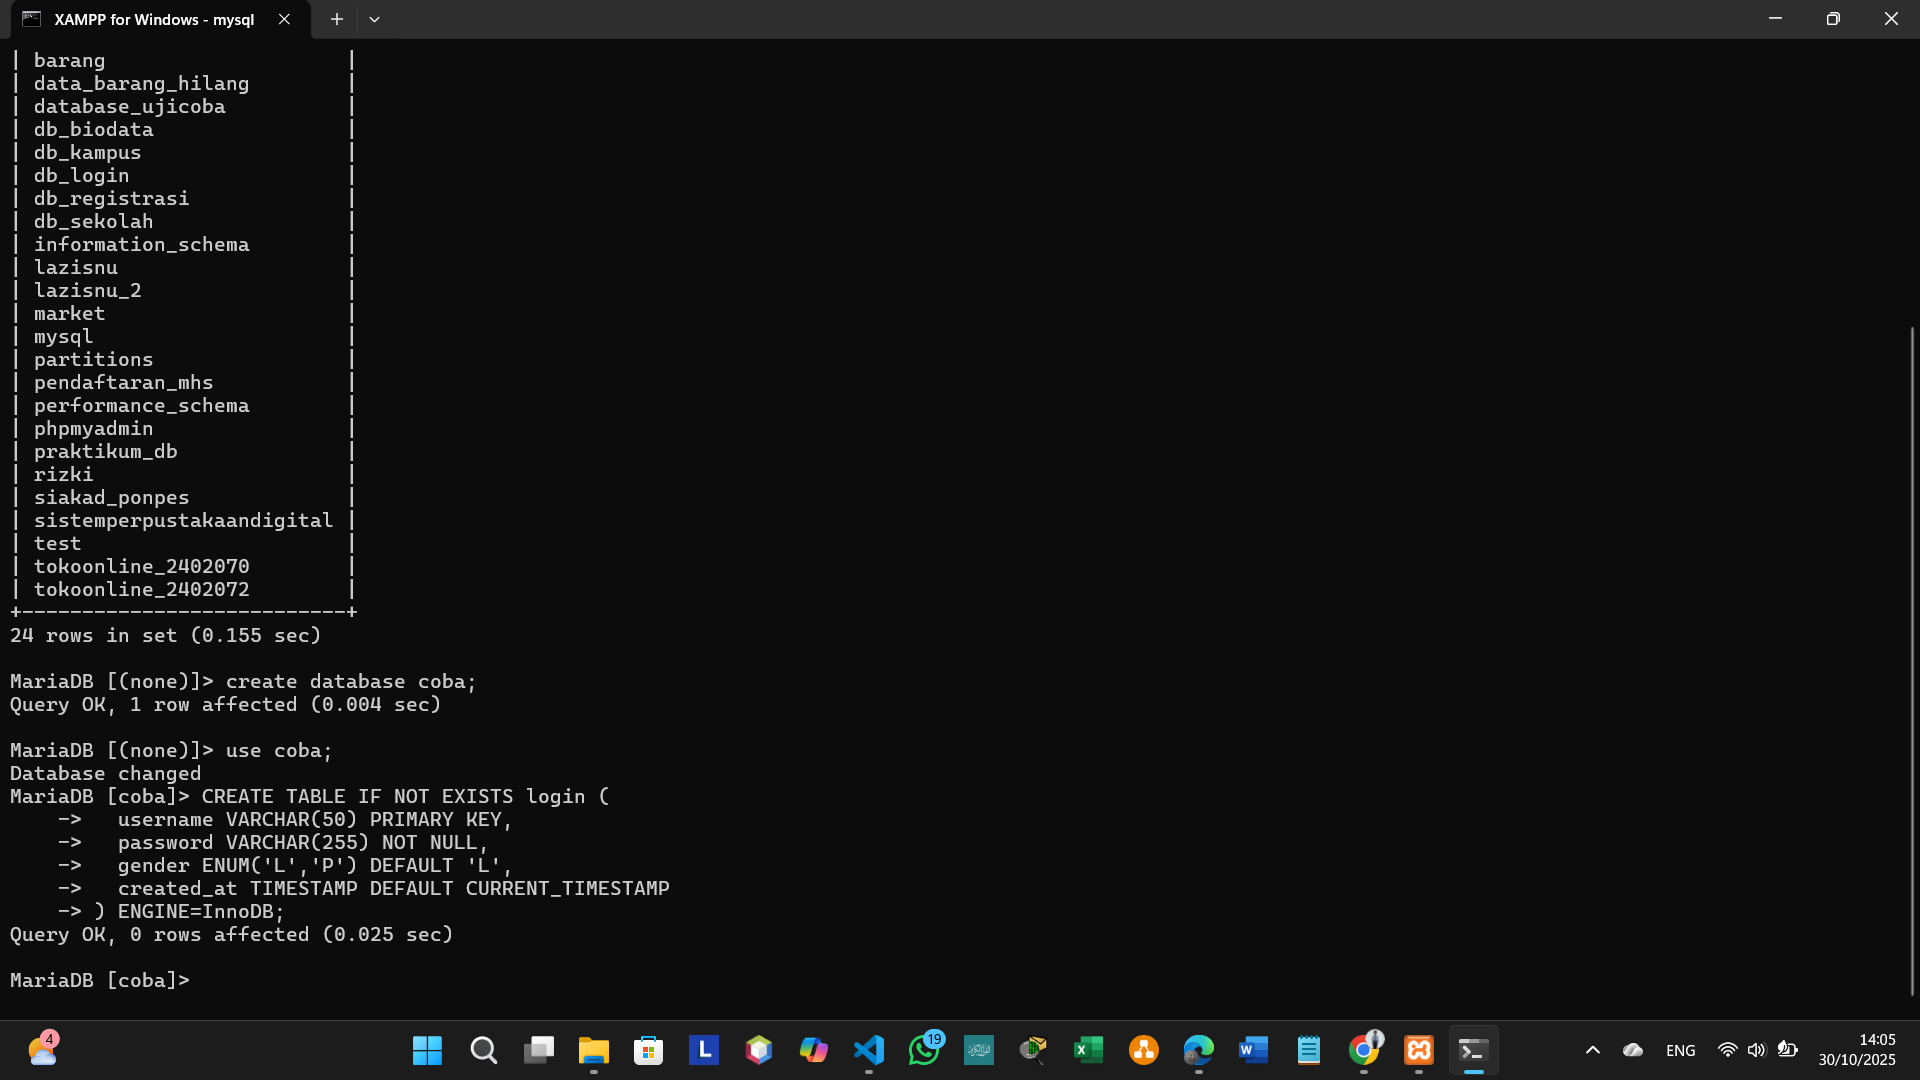 XAMPP for Windows - mysql
| barang |
| data_barang_hilang |
| database_ujicoba |
| db_biodata |
| db_kampus |
| db_login |
| db_registrasi |
| db_sekolah |
| information_schema |
| lazisnu |
| lazisnu_2 |
| market |
| mysql |
| partitions |
| pendaftaran_mhs |
| performance_schema |
| phpmyadmin |
| praktikum_db |
| rizki |
| siakad_ponpes |
| sistemperpustakaandigital |
| test |
| tokoonline_2402070 |
| tokoonline_2402072 |
+---------------------------+
24 rows in set (0.155 sec)
MariaDB [(none)]> create database coba;
Query OK, 1 row affected (0.004 sec)
MariaDB [(none)]> use coba;
Database changed
MariaDB [coba]> CREATE TABLE IF NOT EXISTS login (
    ->   username VARCHAR(50) PRIMARY KEY,
    ->   password VARCHAR(255) NOT NULL,
    ->   gender ENUM('L','P') DEFAULT 'L',
    ->   created_at TIMESTAMP DEFAULT CURRENT_TIMESTAMP
    -> ) ENGINE=InnoDB;
Query OK, 0 rows affected (0.025 sec)
MariaDB [coba]>
4
L
19
W
ENG
14:05
30/10/2025